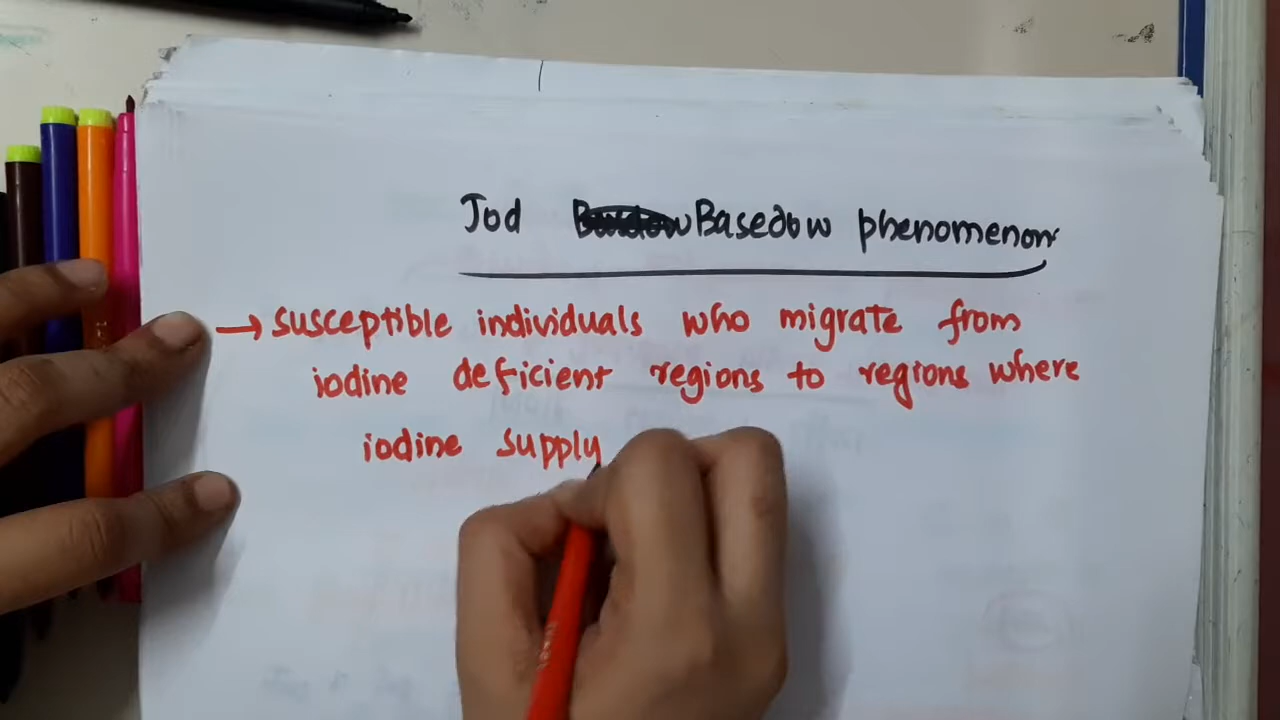 Jod Basedow phenomenon
→ susceptible individuals who migrate from
iodine deficient regions to regions where
iodine supply